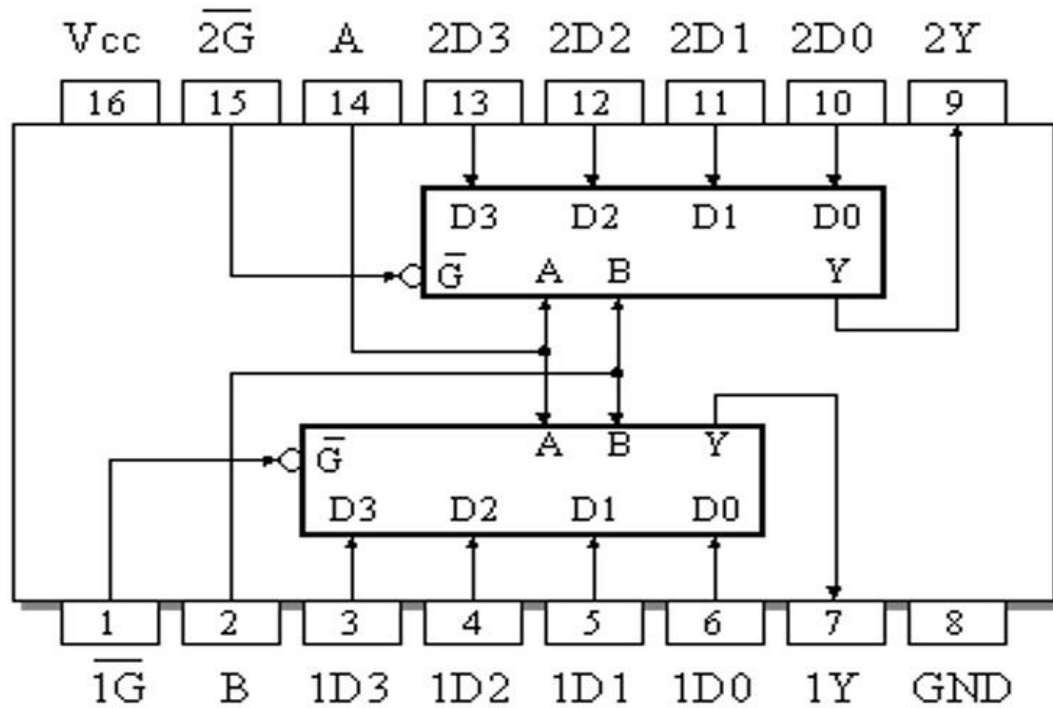 Vcc 2G̅ A 2D3 2D2 2D1 2D0 2Y
16 15 14 13 12 11 10 9
D3 D2 D1 D0
G̅ A B Y
G̅ A B Y
D3 D2 D1 D0
1 2 3 4 5 6 7 8
1G̅ B 1D3 1D2 1D1 1D0 1Y GND